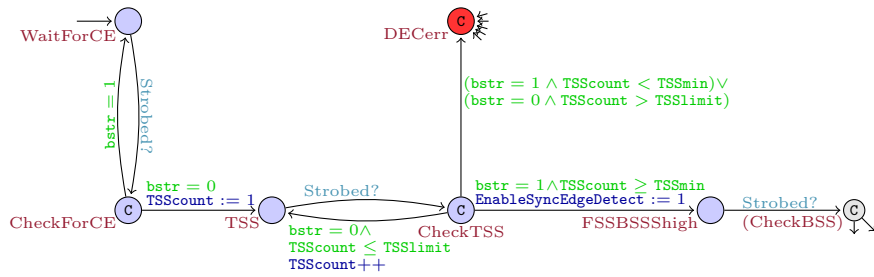 C
WaitForCE
DECerr
bstr = 1
Strobed?
(bstr = 1 ∧ TSScount < TSSmin)∨
(bstr = 0 ∧ TSScount > TSSlimit)
bstr = 0
TSScount := 1
Strobed?
bstr = 1∧TSScount ≥ TSSmin
EnableSyncEdgeDetect := 1
Strobed?
C
C
C
CheckForCE
TSS
CheckTSS
FSSBSSShigh
(CheckBSS)
bstr = 0∧
TSScount ≤ TSSlimit
TSScount++